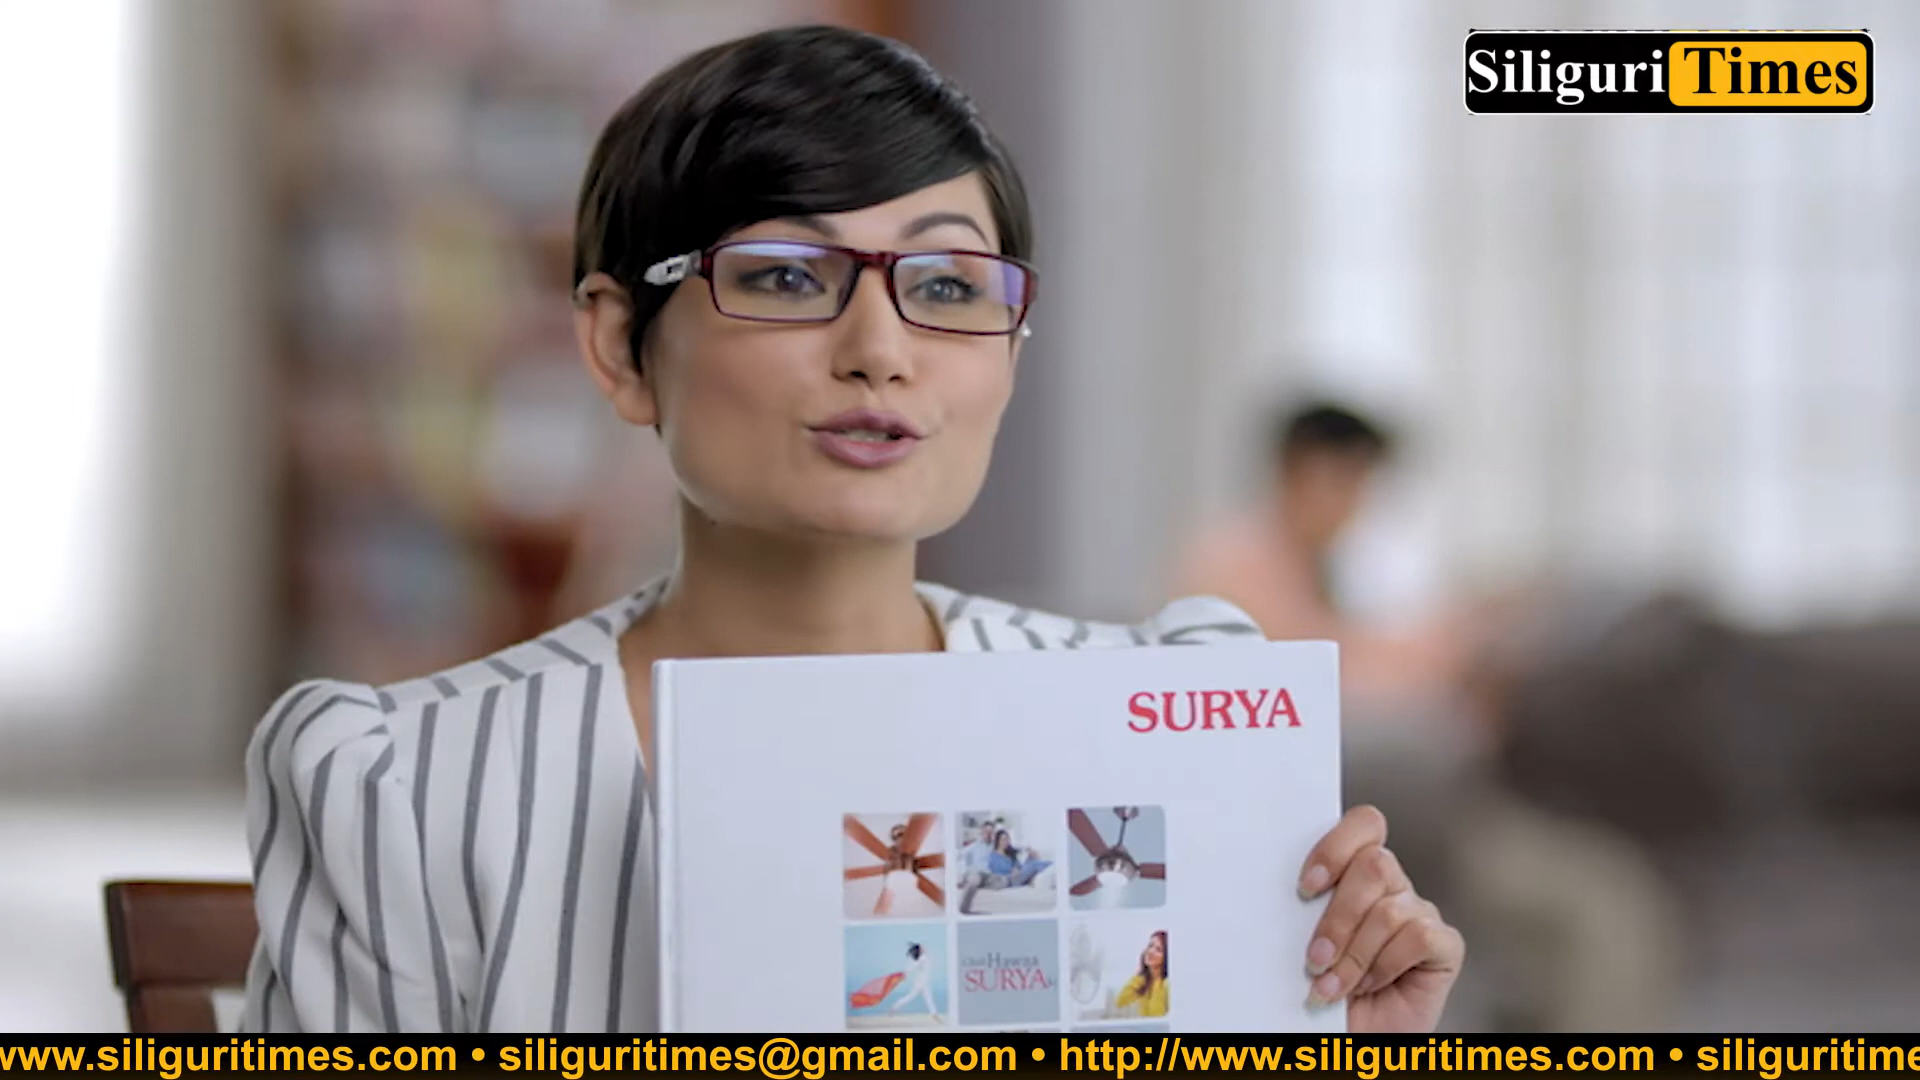 Siliguri Times
SURYA
SURYA
www.siliguritimes.com • siliguritimes@gmail.com • http://www.siliguritimes.com • siliguritime